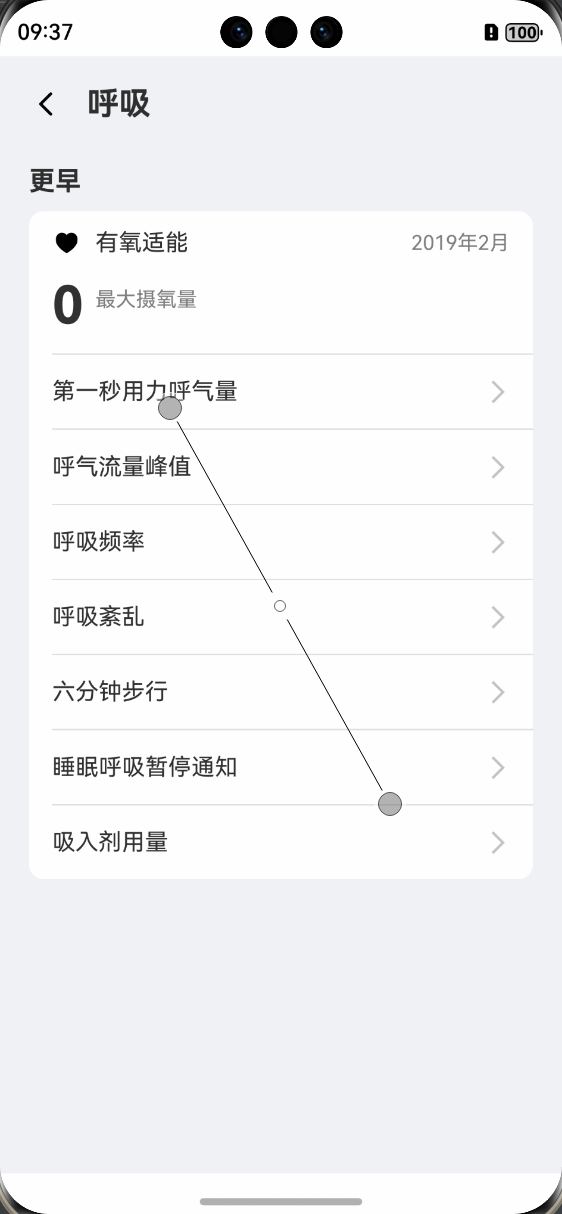 09:37
100
呼吸
更早
有氧适能
2019年2月
0 最大摄氧量
第一秒用力呼气量
呼气流量峰值
呼吸频率
呼吸紊乱
六分钟步行
睡眠呼吸暂停通知
吸入剂用量